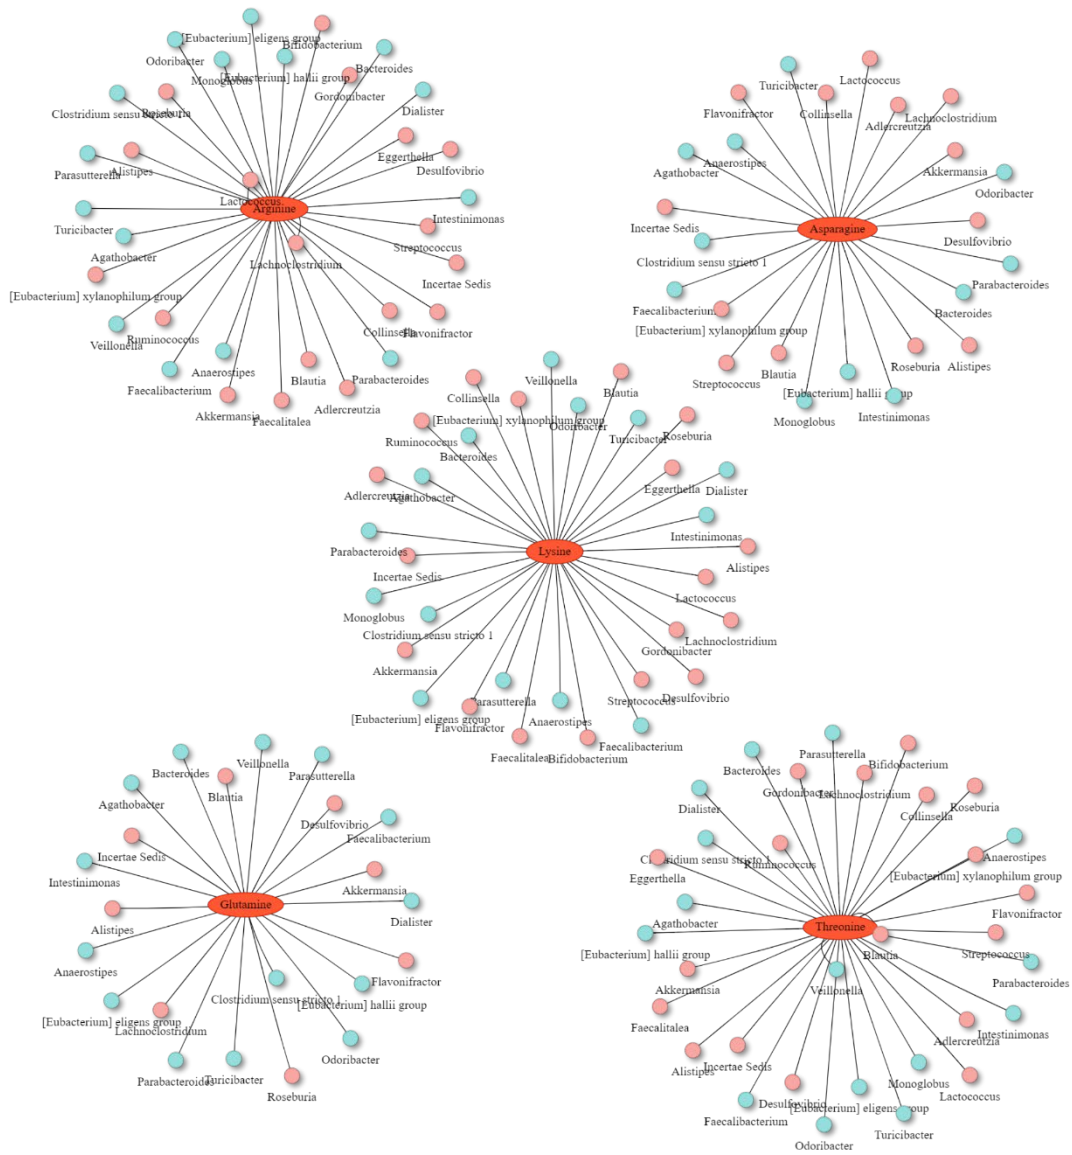 [Eubacterium] eligens group
Bifidobacterium
Odoribacter
Monoglobus
[Eubacterium] hallii group
Bacteroides
Gordonibacter
Clostridium sensu stricto 1
Roseburia
Dialister
Parasutterella
Alistipes
Eggerthella
Desulfovibrio
Lactococcus
Arginine
Intestinimonas
Turicibacter
Agathobacter
Streptococcus
Lachnoclostridium
Incertae Sedis
[Eubacterium] xylanophilum group
Veillonella
Ruminococcus
Collinsella
Flavonifractor
Faecalibacterium
Anaerostipes
Blautia
Parabacteroides
Akkermansia
Faecalitalea
Adlercreutzia
Turicibacter
Lactococcus
Flavonifractor
Collinsella
Adlercreutzia
Lachnoclostridium
Agathobacter
Anaerostipes
Akkermansia
Odoribacter
Incertae Sedis
Asparagine
Desulfovibrio
Clostridium sensu stricto 1
Parabacteroides
Faecalibacterium
Bacteroides
[Eubacterium] xylanophilum group
Streptococcus
Blautia
Roseburia
Alistipes
[Eubacterium] hallii group
Monoglobus
Intestinimonas
Collinsella
Veillonella
Blautia
[Eubacterium] xylanophilum group
Odoribacter
Turicibacter
Roseburia
Ruminococcus
Bacteroides
Adlercreutzia
Agathobacter
Eggerthella
Dialister
Parabacteroides
Intestinimonas
Lysine
Alistipes
Incertae Sedis
Lactococcus
Monoglobus
Clostridium sensu stricto 1
Lachnoclostridium
Gordonibacter
Akkermansia
[Eubacterium] eligens group
Parasutterella
Streptococcus
Desulfovibrio
Flavonifractor
Anaerostipes
Faecalitalea
Bifidobacterium
Faecalibacterium
Bacteroides
Veillonella
Parasutterella
Agathobacter
Blautia
Desulfovibrio
Faecalibacterium
Incertae Sedis
Intestinimonas
Akkermansia
Glutamine
Dialister
Alistipes
Anaerostipes
Flavonifractor
Clostridium sensu stricto 1
[Eubacterium] hallii group
[Eubacterium] eligens group
Lachnoclostridium
Odoribacter
Parabacteroides
Turicibacter
Roseburia
Parasutterella
Bacteroides
Bifidobacterium
Gordonibacter
Lachnoclostridium
Dialister
Collinsella
Roseburia
Clostridium sensu stricto 1
Ruminococcus
Anaerostipes
Eggerthella
[Eubacterium] xylanophilum group
Agathobacter
Flavonifractor
Threonine
[Eubacterium] hallii group
Blautia
Streptococcus
Akkermansia
Veillonella
Parabacteroides
Faecalitalea
Intestinimonas
Adlercreutzia
Alistipes
Incertae Sedis
Monoglobus
Lactococcus
Desulfovibrio
[Eubacterium] eligens group
Faecalibacterium
Turicibacter
Odoribacter